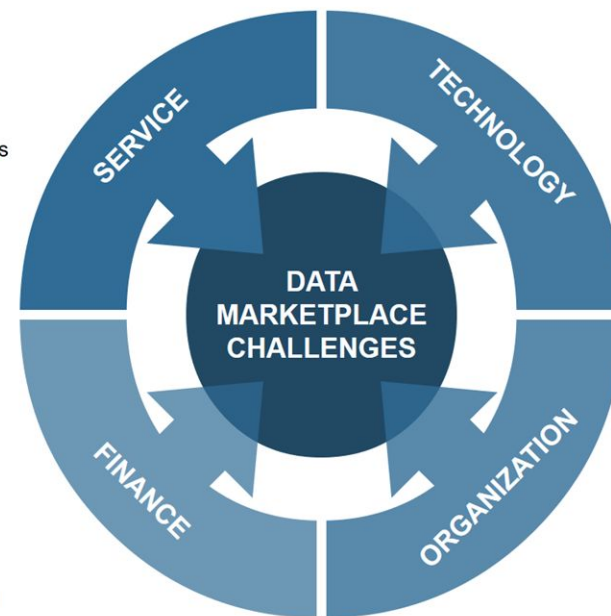 SERVICE
TECHNOLOGY
s
DATA
MARKETPLACE
CHALLENGES
FINANCE
ORGANIZATION